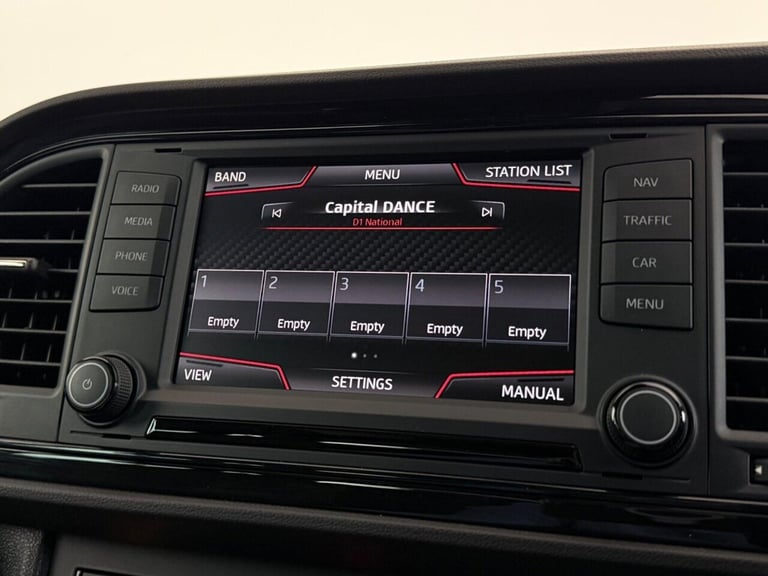 RADIO
MEDIA
PHONE
VOICE
BAND
MENU
STATION LIST
Capital DANCE
D1 National
1 2 3 4 5
Empty Empty Empty Empty Empty
VIEW
SETTINGS
MANUAL
NAV
TRAFFIC
CAR
MENU